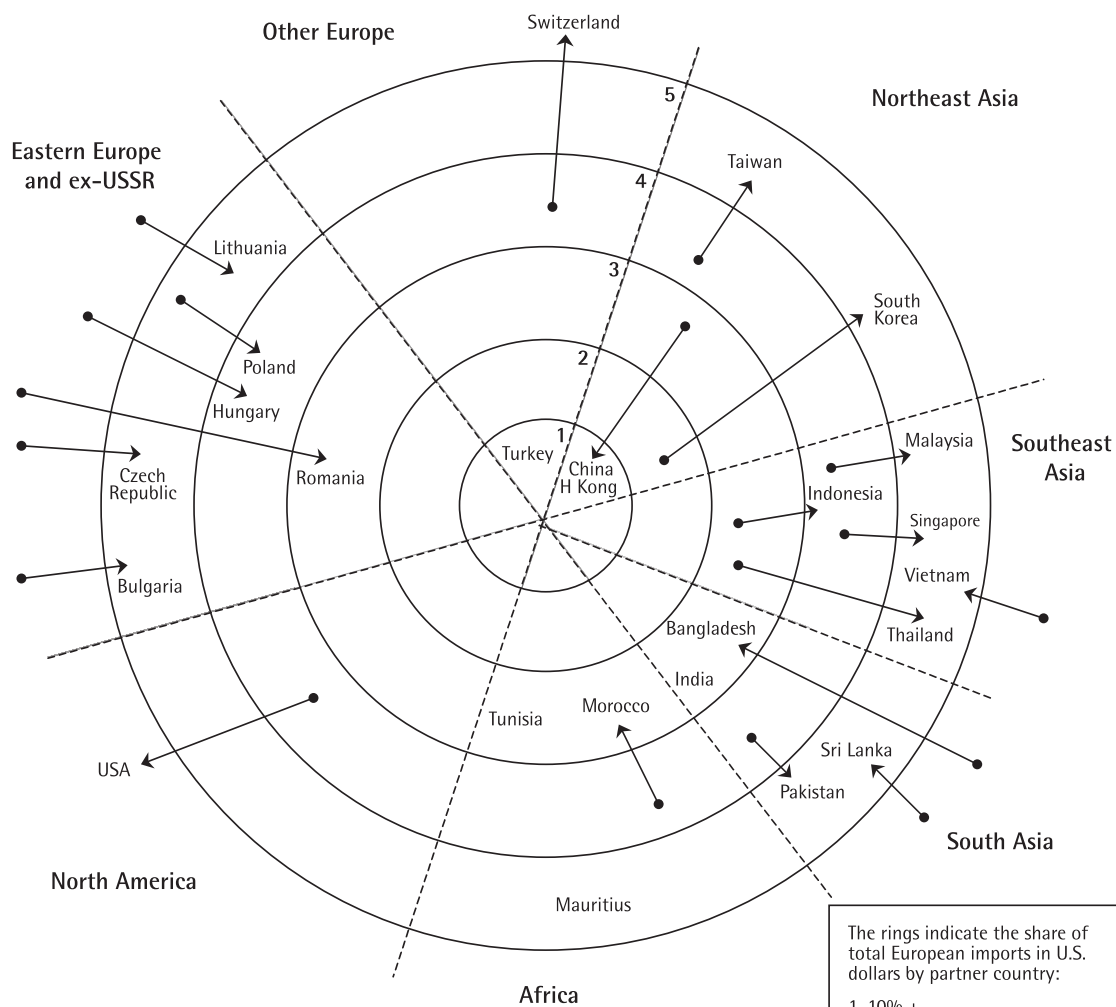 Switzerland
Other Europe
Northeast Asia
5
Eastern Europe
and ex-USSR
Taiwan
4
Lithuania
3
South
Korea
2
Poland
Hungary
1
Turkey
China
H Kong
Malaysia
Southeast
Asia
Romania
Czech
Republic
Indonesia
Singapore
Vietnam
Bulgaria
Bangladesh
Thailand
India
Morocco
Tunisia
Sri Lanka
USA
Pakistan
South Asia
North America
Mauritius
Africa
The rings indicate the share of
total European imports in U.S.
dollars by partner country:
1 10% +